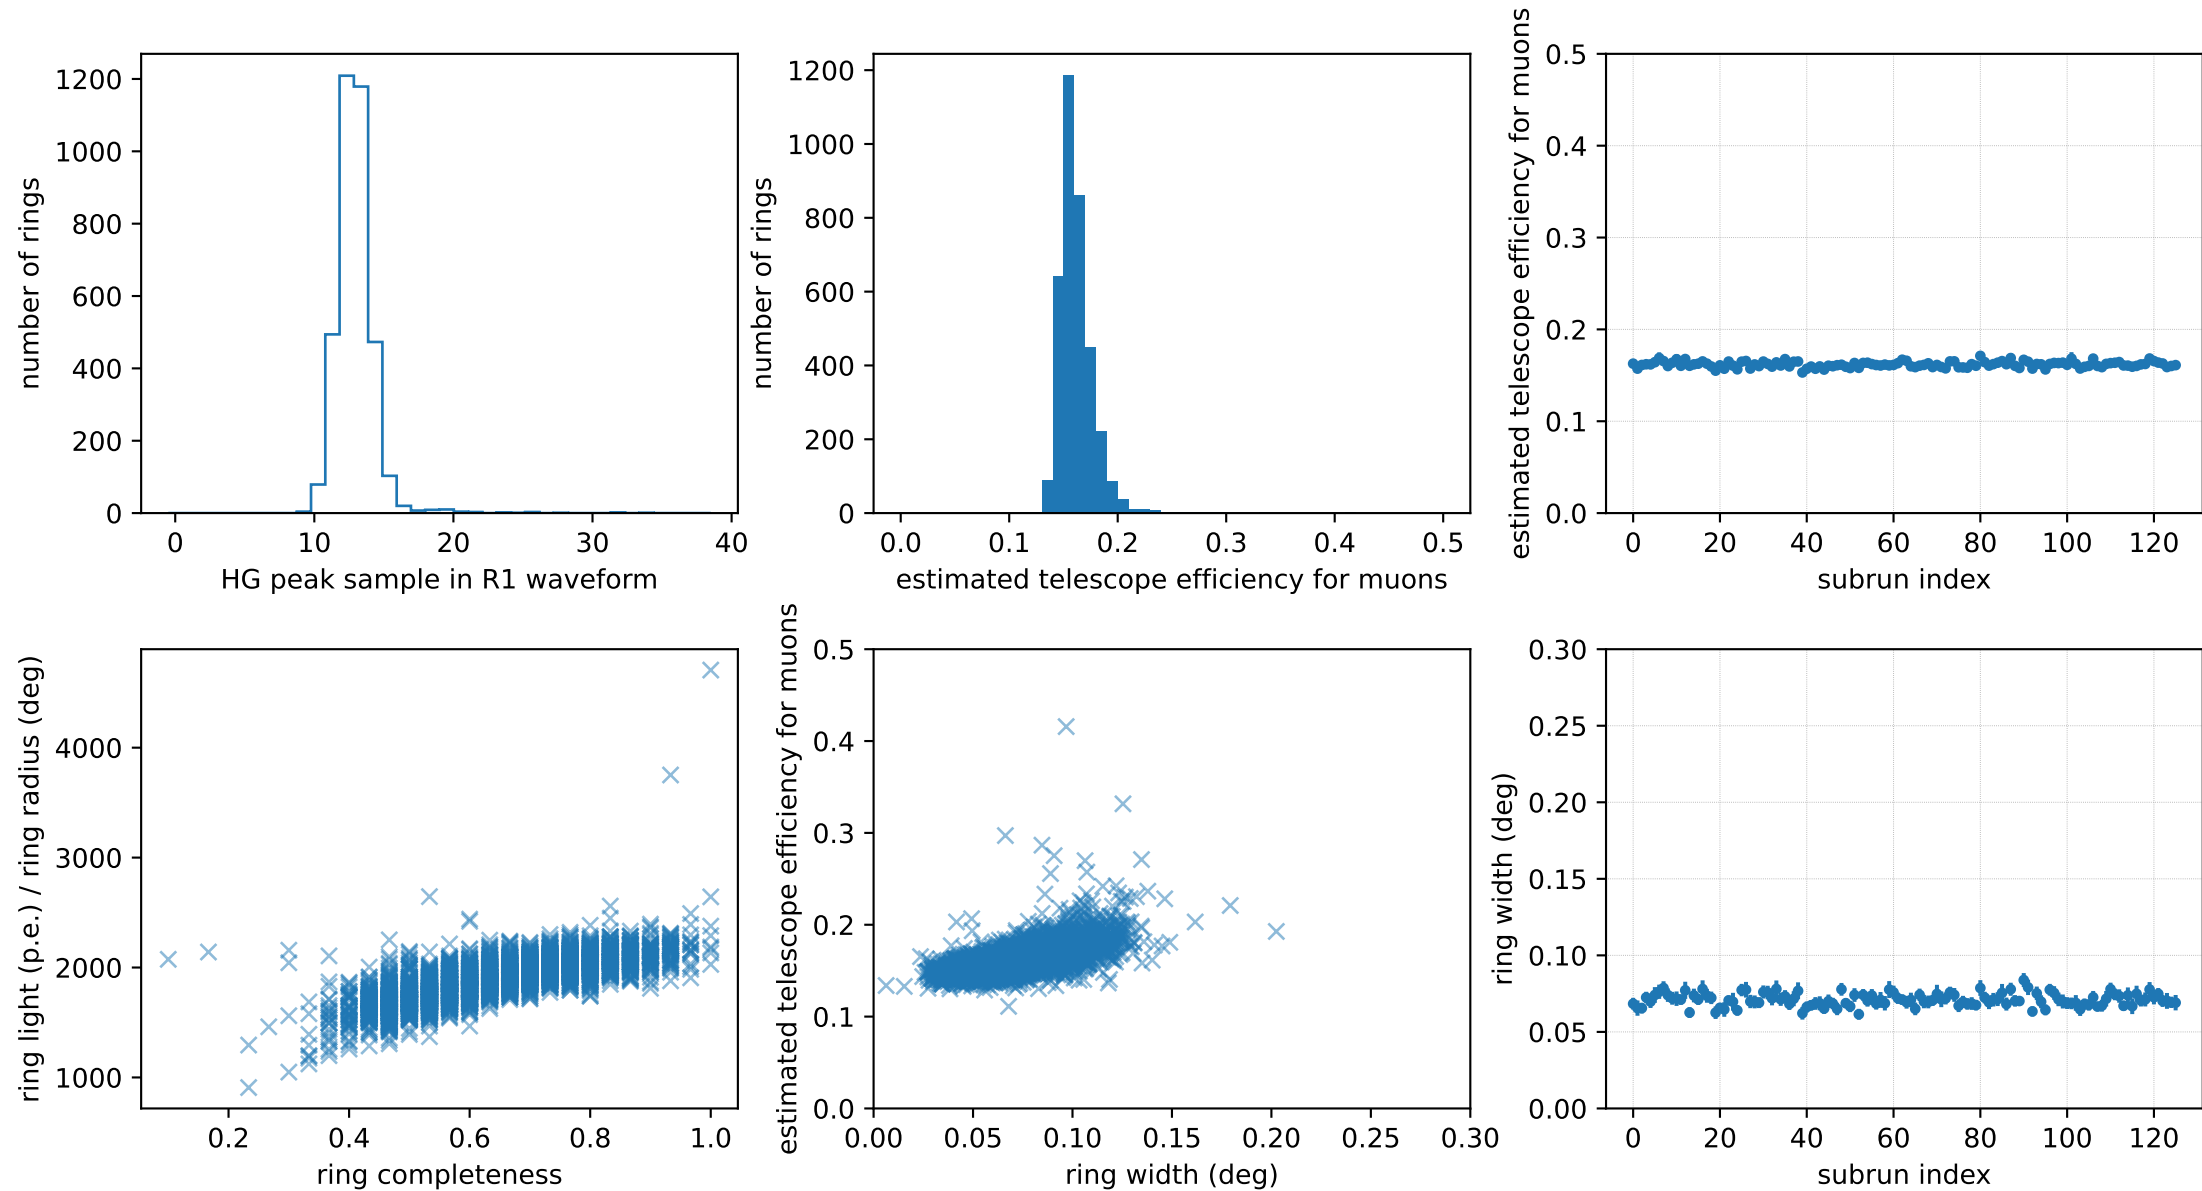 number of rings
1200
1000
800
600
400
200
0
0 10 20 30 40
HG peak sample in R1 waveform
number of rings
1200
1000
800
600
400
200
0
0.0 0.1 0.2 0.3 0.4 0.5
estimated telescope efficiency for muons
estimated telescope efficiency for muons
0.5
0.4
0.3
0.2
0.1
0.0
0 20 40 60 80 100 120
subrun index
ring light (p.e.) / ring radius (deg)
4000
3000
2000
1000
0.2 0.4 0.6 0.8 1.0
ring completeness
estimated telescope efficiency for muons
0.5
0.4
0.3
0.2
0.1
0.0
0.00 0.05 0.10 0.15 0.20 0.25 0.30
ring width (deg)
ring width (deg)
0.30
0.25
0.20
0.15
0.10
0.05
0.00
0 20 40 60 80 100 120
subrun index